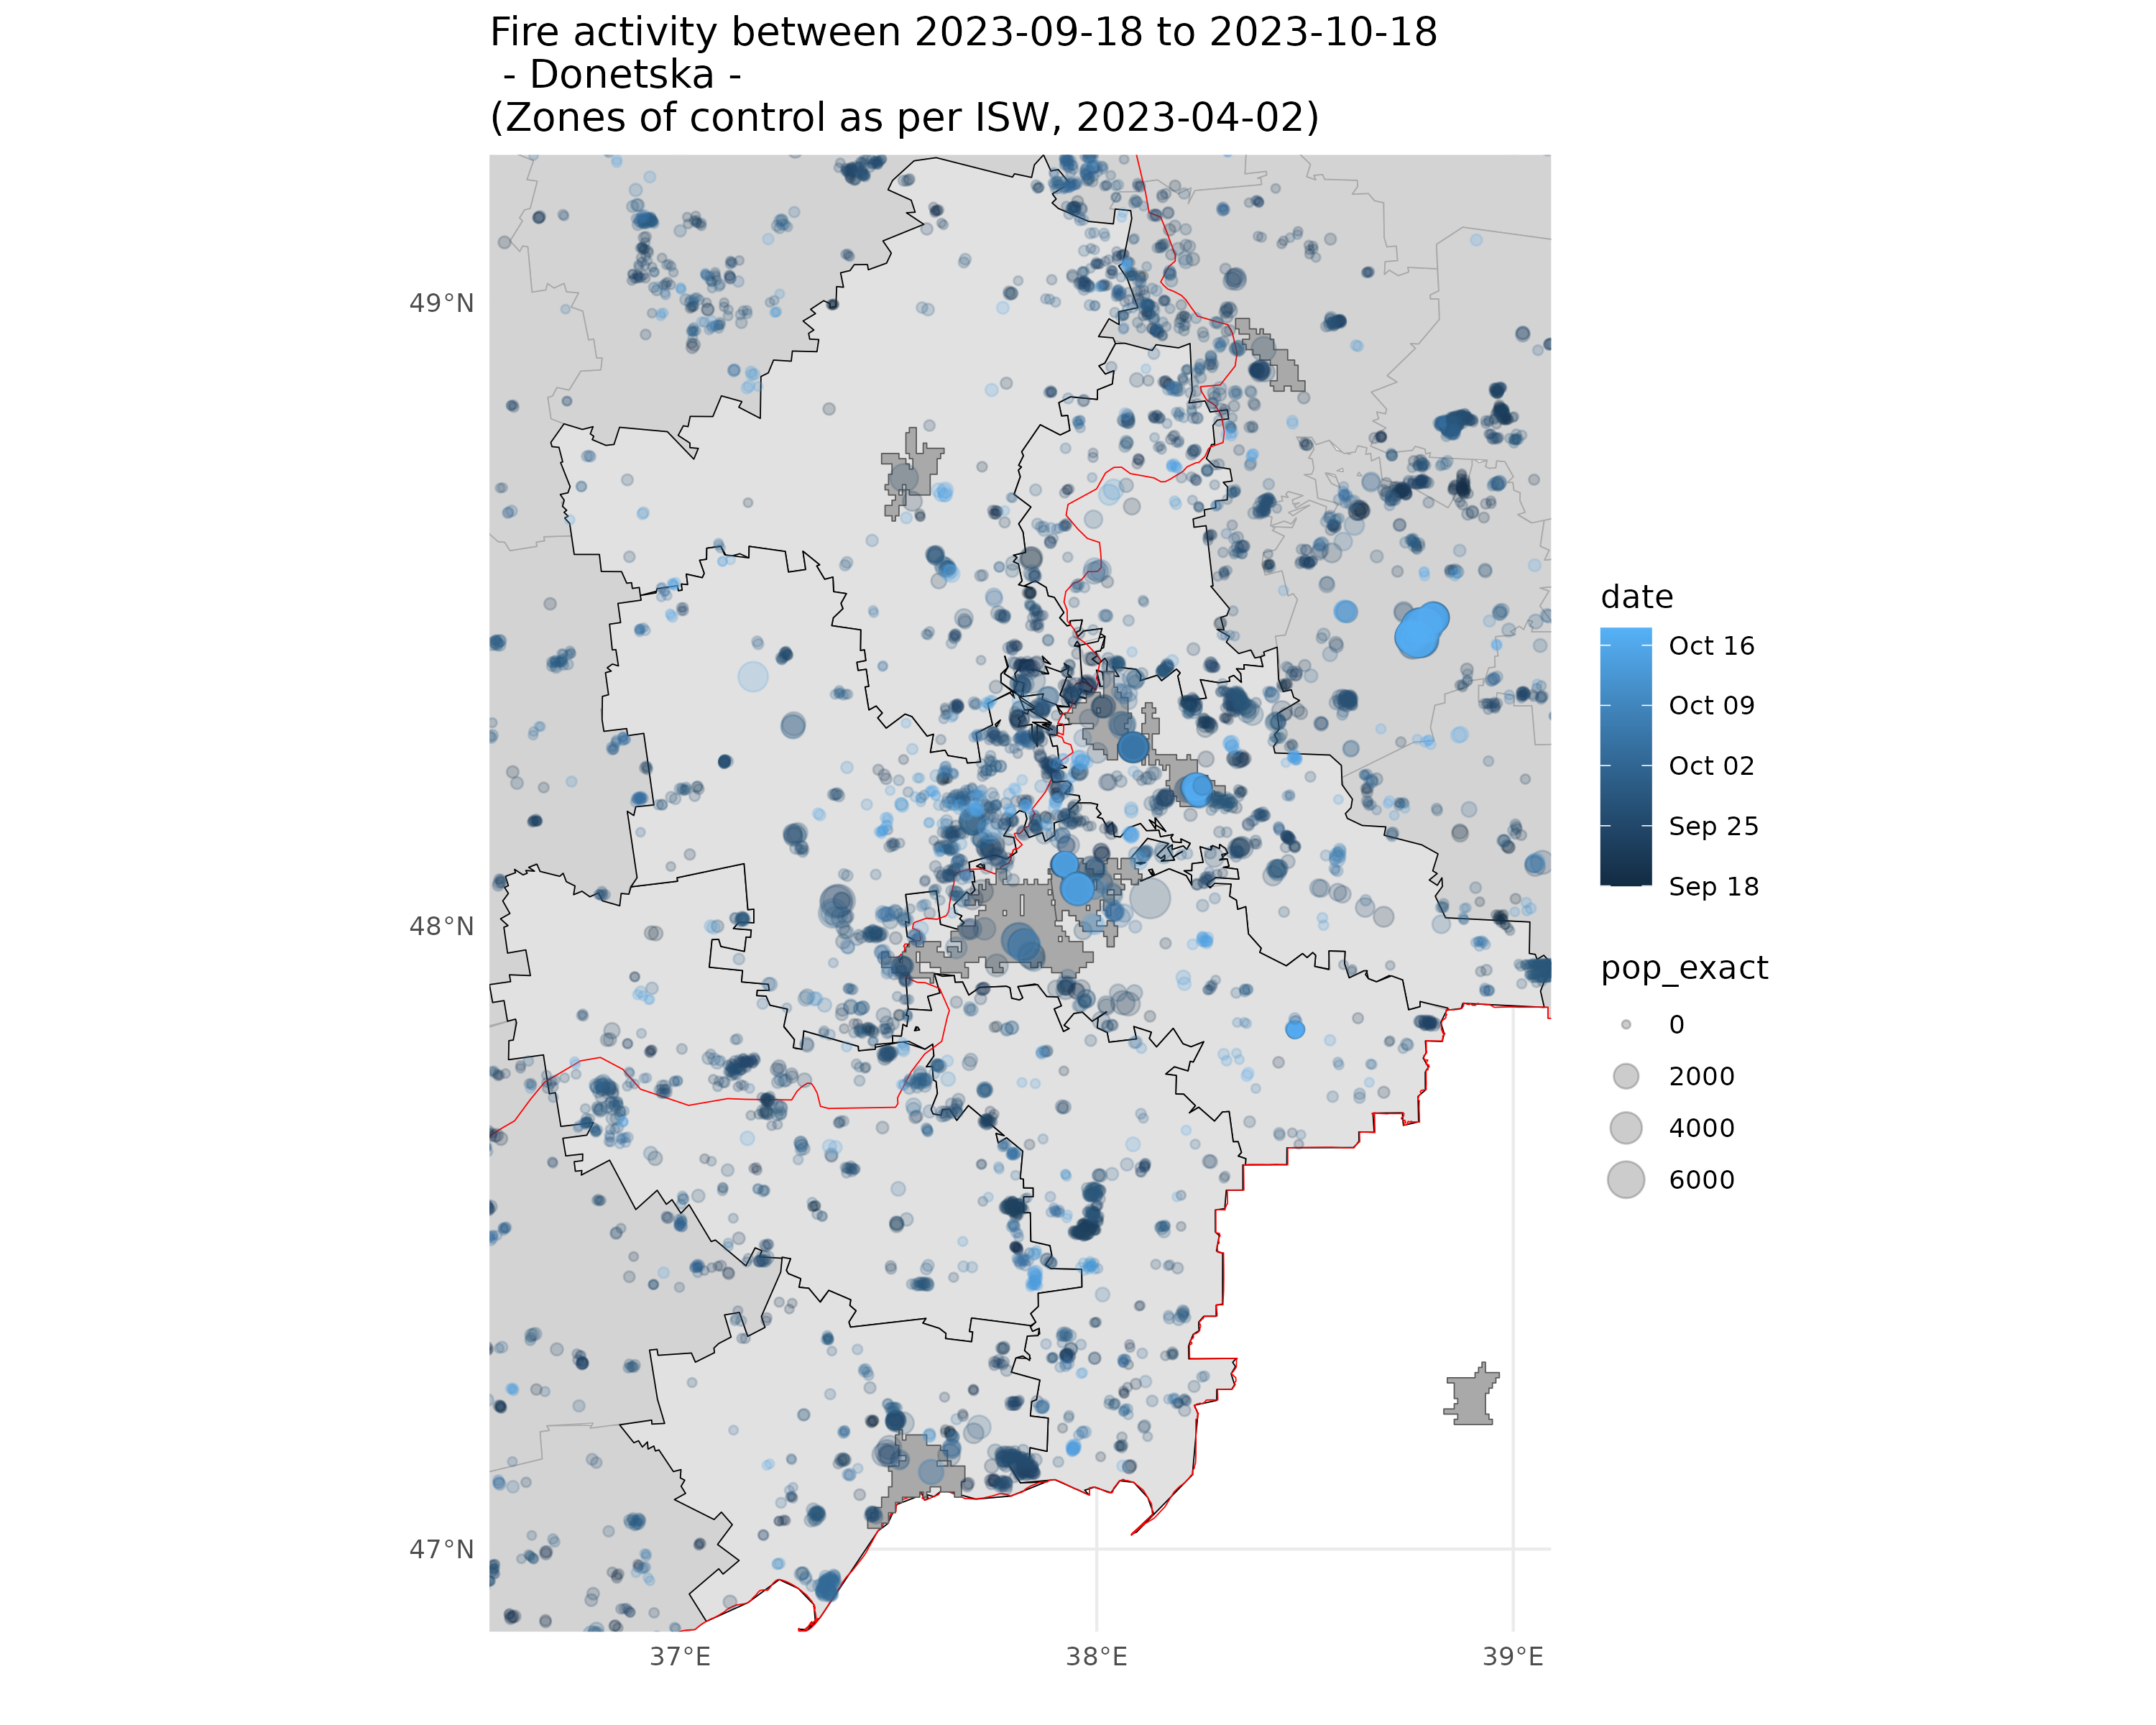 Fire activity between 2023-09-18 to 2023-10-18
- Donetska -
(Zones of control as per ISW, 2023-04-02)
49°N
48°N
47°N
37°E
38°E
39°E
date
Oct 16
Oct 09
Oct 02
Sep 25
Sep 18
pop_exact
0
2000
4000
6000